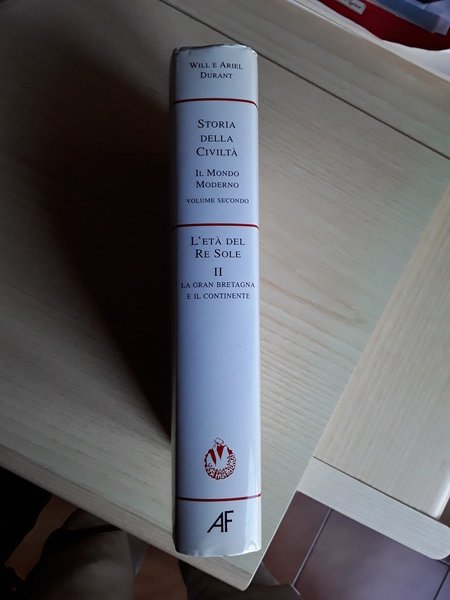 WILL E ARIEL
DURANT
STORIA
DELLA
CIVILTÀ
IL MONDO
MODERNO
VOLUME SECONDO
L'ETÀ DEL
RE SOLE
II
LA GRAN BRETAGNA
E IL CONTINENTE
AF